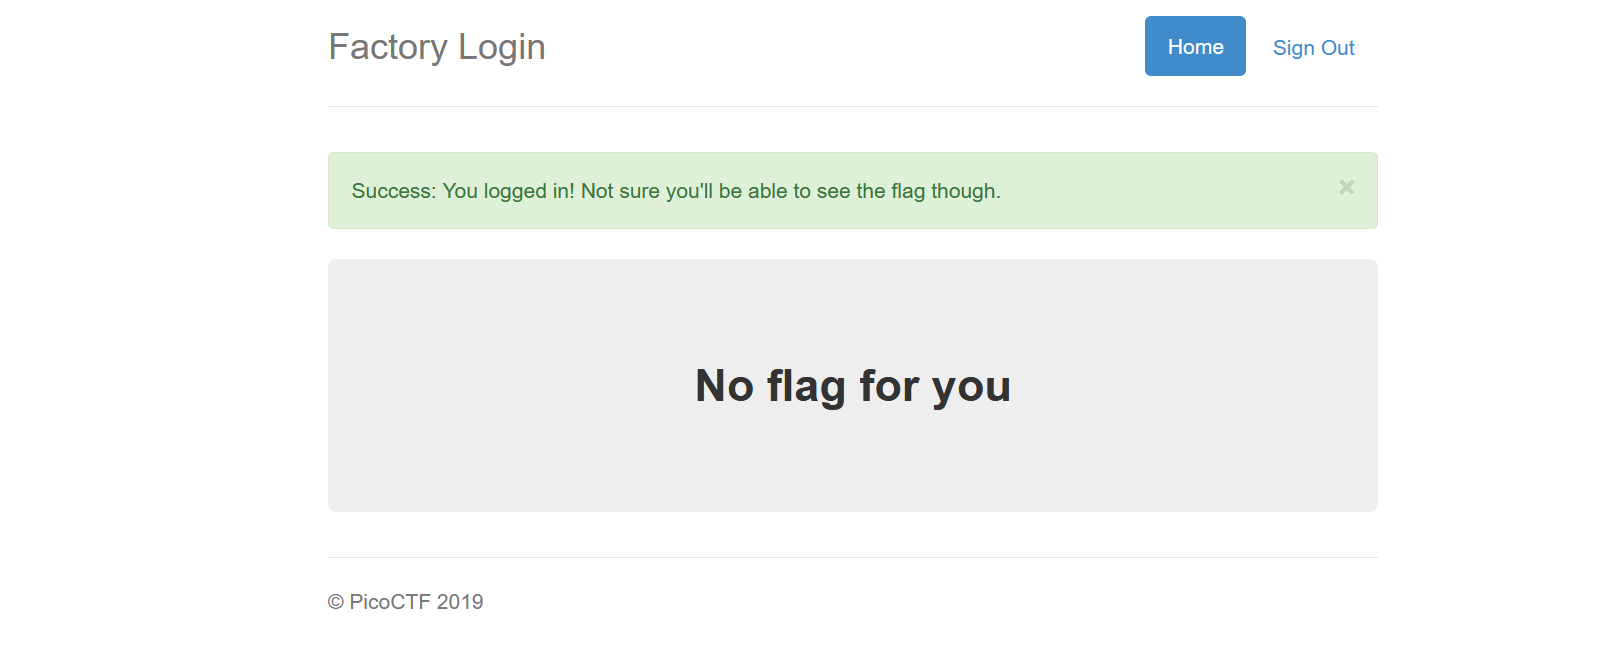 Factory Login
Home
Sign Out
Success: You logged in! Not sure you'll be able to see the flag though.
×
No flag for you
© PicoCTF 2019